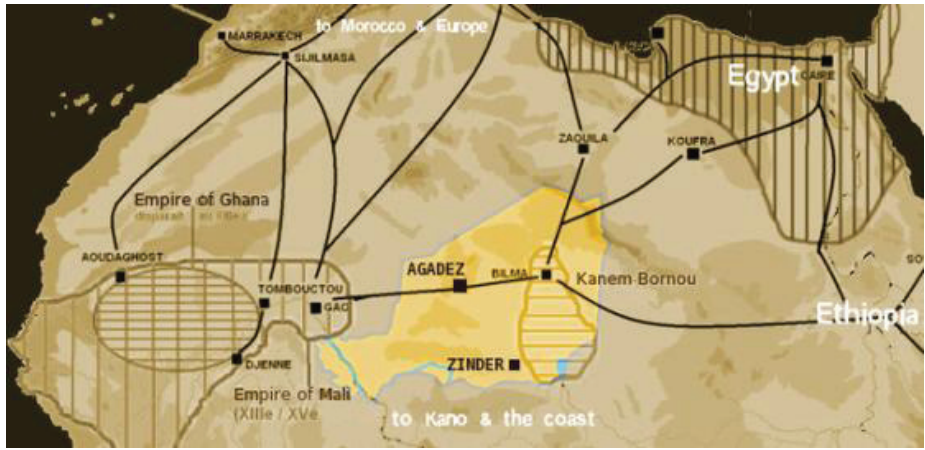 to Morocco & Europe
MARRAKECH
SIJILMASA
Egypt
CAIRE
ZAOUILA
KOUFRA
Empire of Ghana
AOUDAGHOST
AGADEZ
BILMA
Kanem-Bornou
TOMBOUCTOU
GAO
Ethiopia
DJENNE
ZINDER
Empire of Mali
(XIIIe / XVe
to Kano & the coast